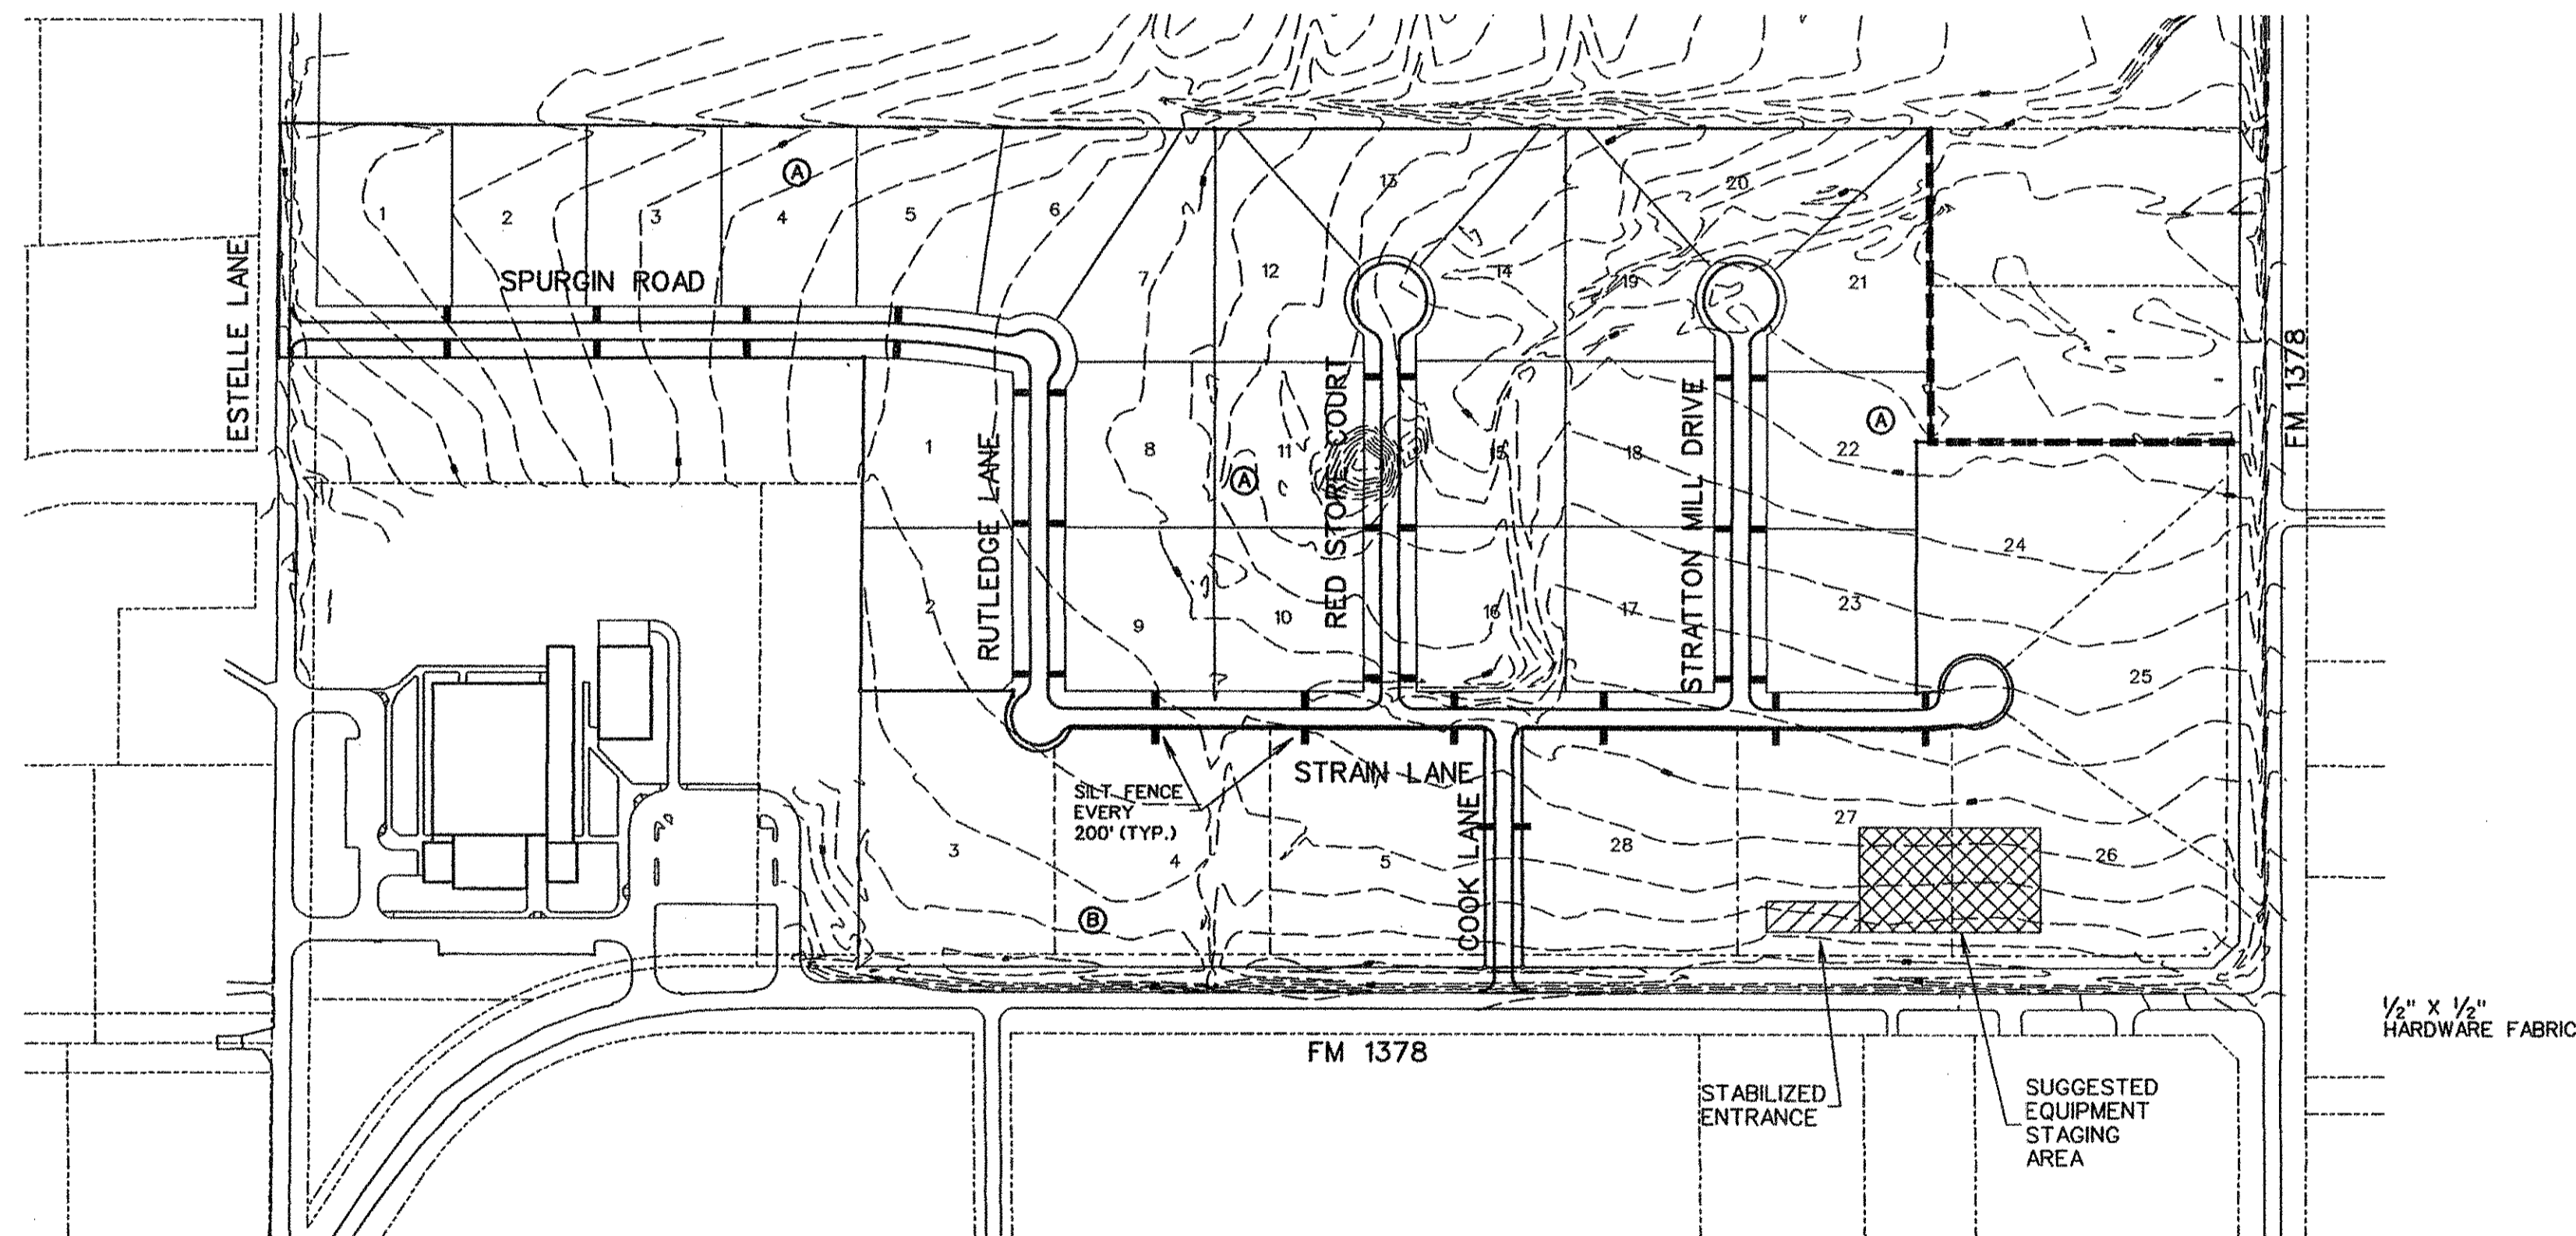 A
1
2
3
4
5
6
7
12
13
14
19
20
21
SPURGIN ROAD
ESTELLE LANE
FM 1378
1
8
A
11
15
18
A
22
RUTLEDGE LANE
RED STORE COURT
STRATTON MILL DRIVE
2
9
10
16
17
23
24
25
STRAIN LANE
SILT FENCE
EVERY
200' (TYP.)
COOK LANE
3
4
5
28
27
26
B
FM 1378
STABILIZED
ENTRANCE
SUGGESTED
EQUIPMENT
STAGING
AREA
1/2" X 1/2"
HARDWARE FABRIC